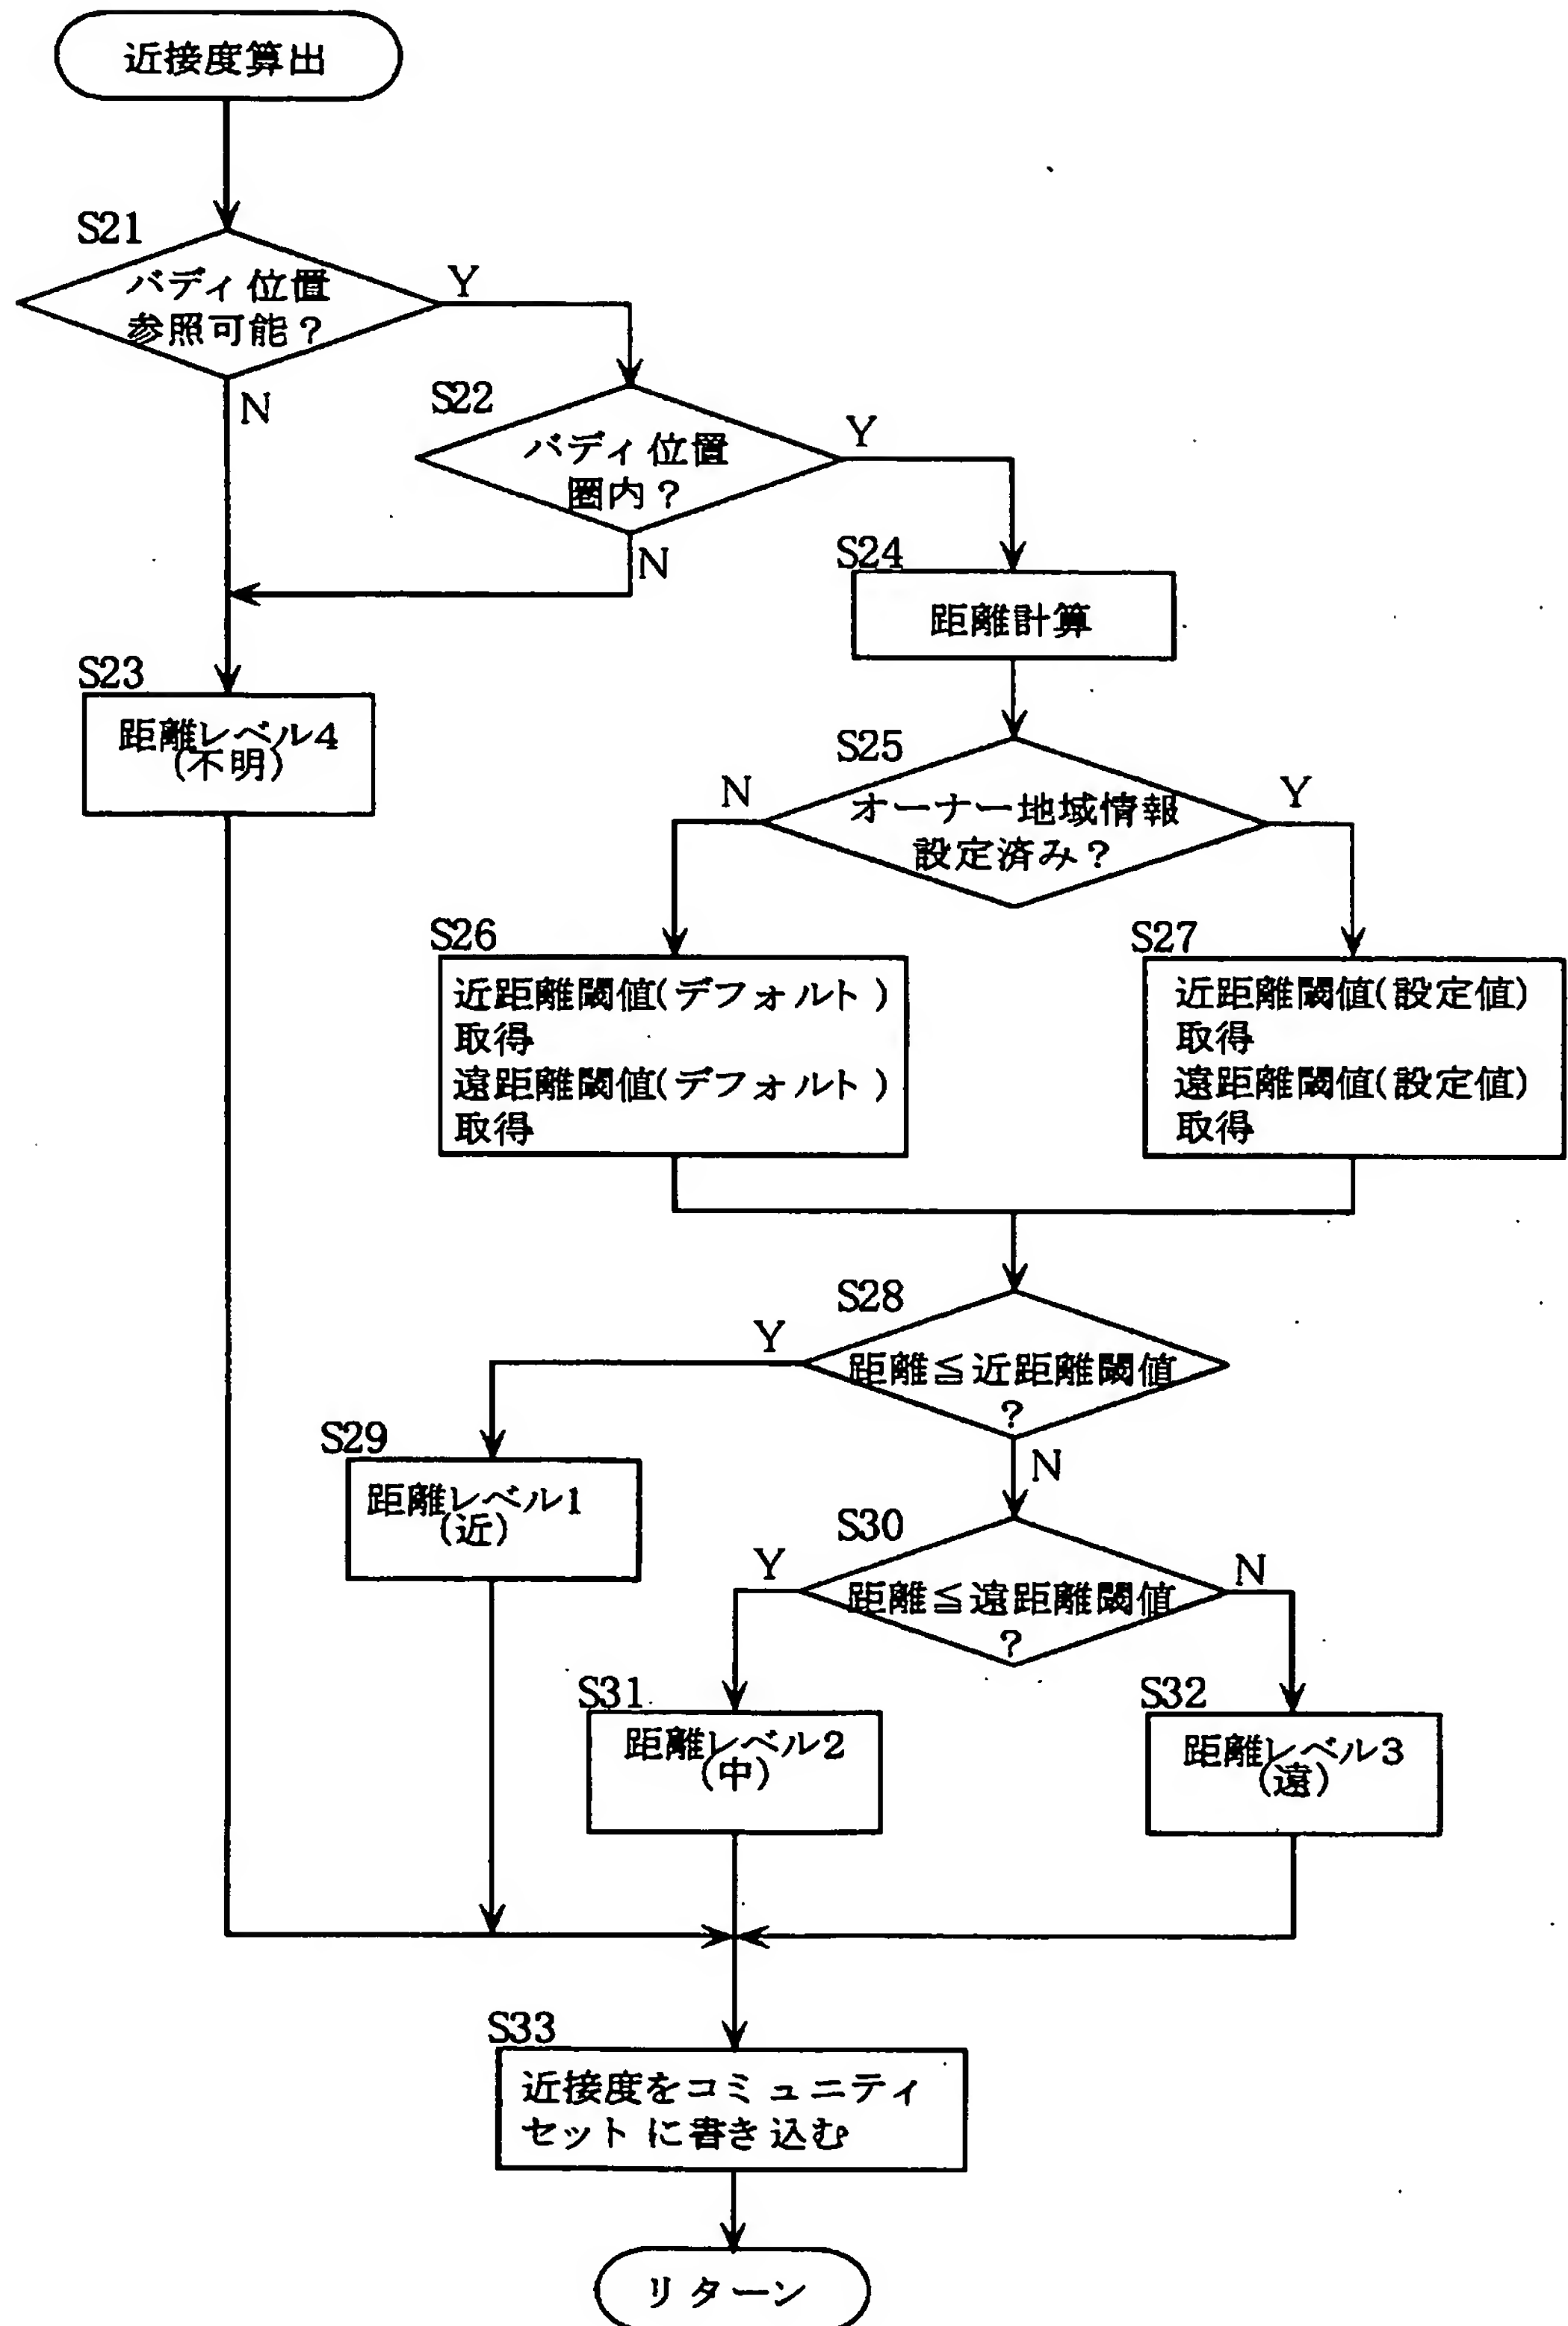 近接度算出
S21
バディ位置
参照可能?
Y
N
S22
バディ位置
圏内?
Y
N
S24
距離計算
S23
距離レベル4
(不明)
S25
オーナー地域情報
設定済み?
N
Y
S26
近距離閾値(デフォルト)
取得
遠距離閾値(デフォルト)
取得
S27
近距離閾値(設定値)
取得
遠距離閾値(設定値)
取得
S28
距離≦近距離閾値
?
Y
N
S29
距離レベル1
(近)
S30
距離≦遠距離閾値
?
Y
N
S31
距離レベル2
(中)
S32
距離レベル3
(遠)
S33
近接度をコミュニティ
セットに書き込む
リターン